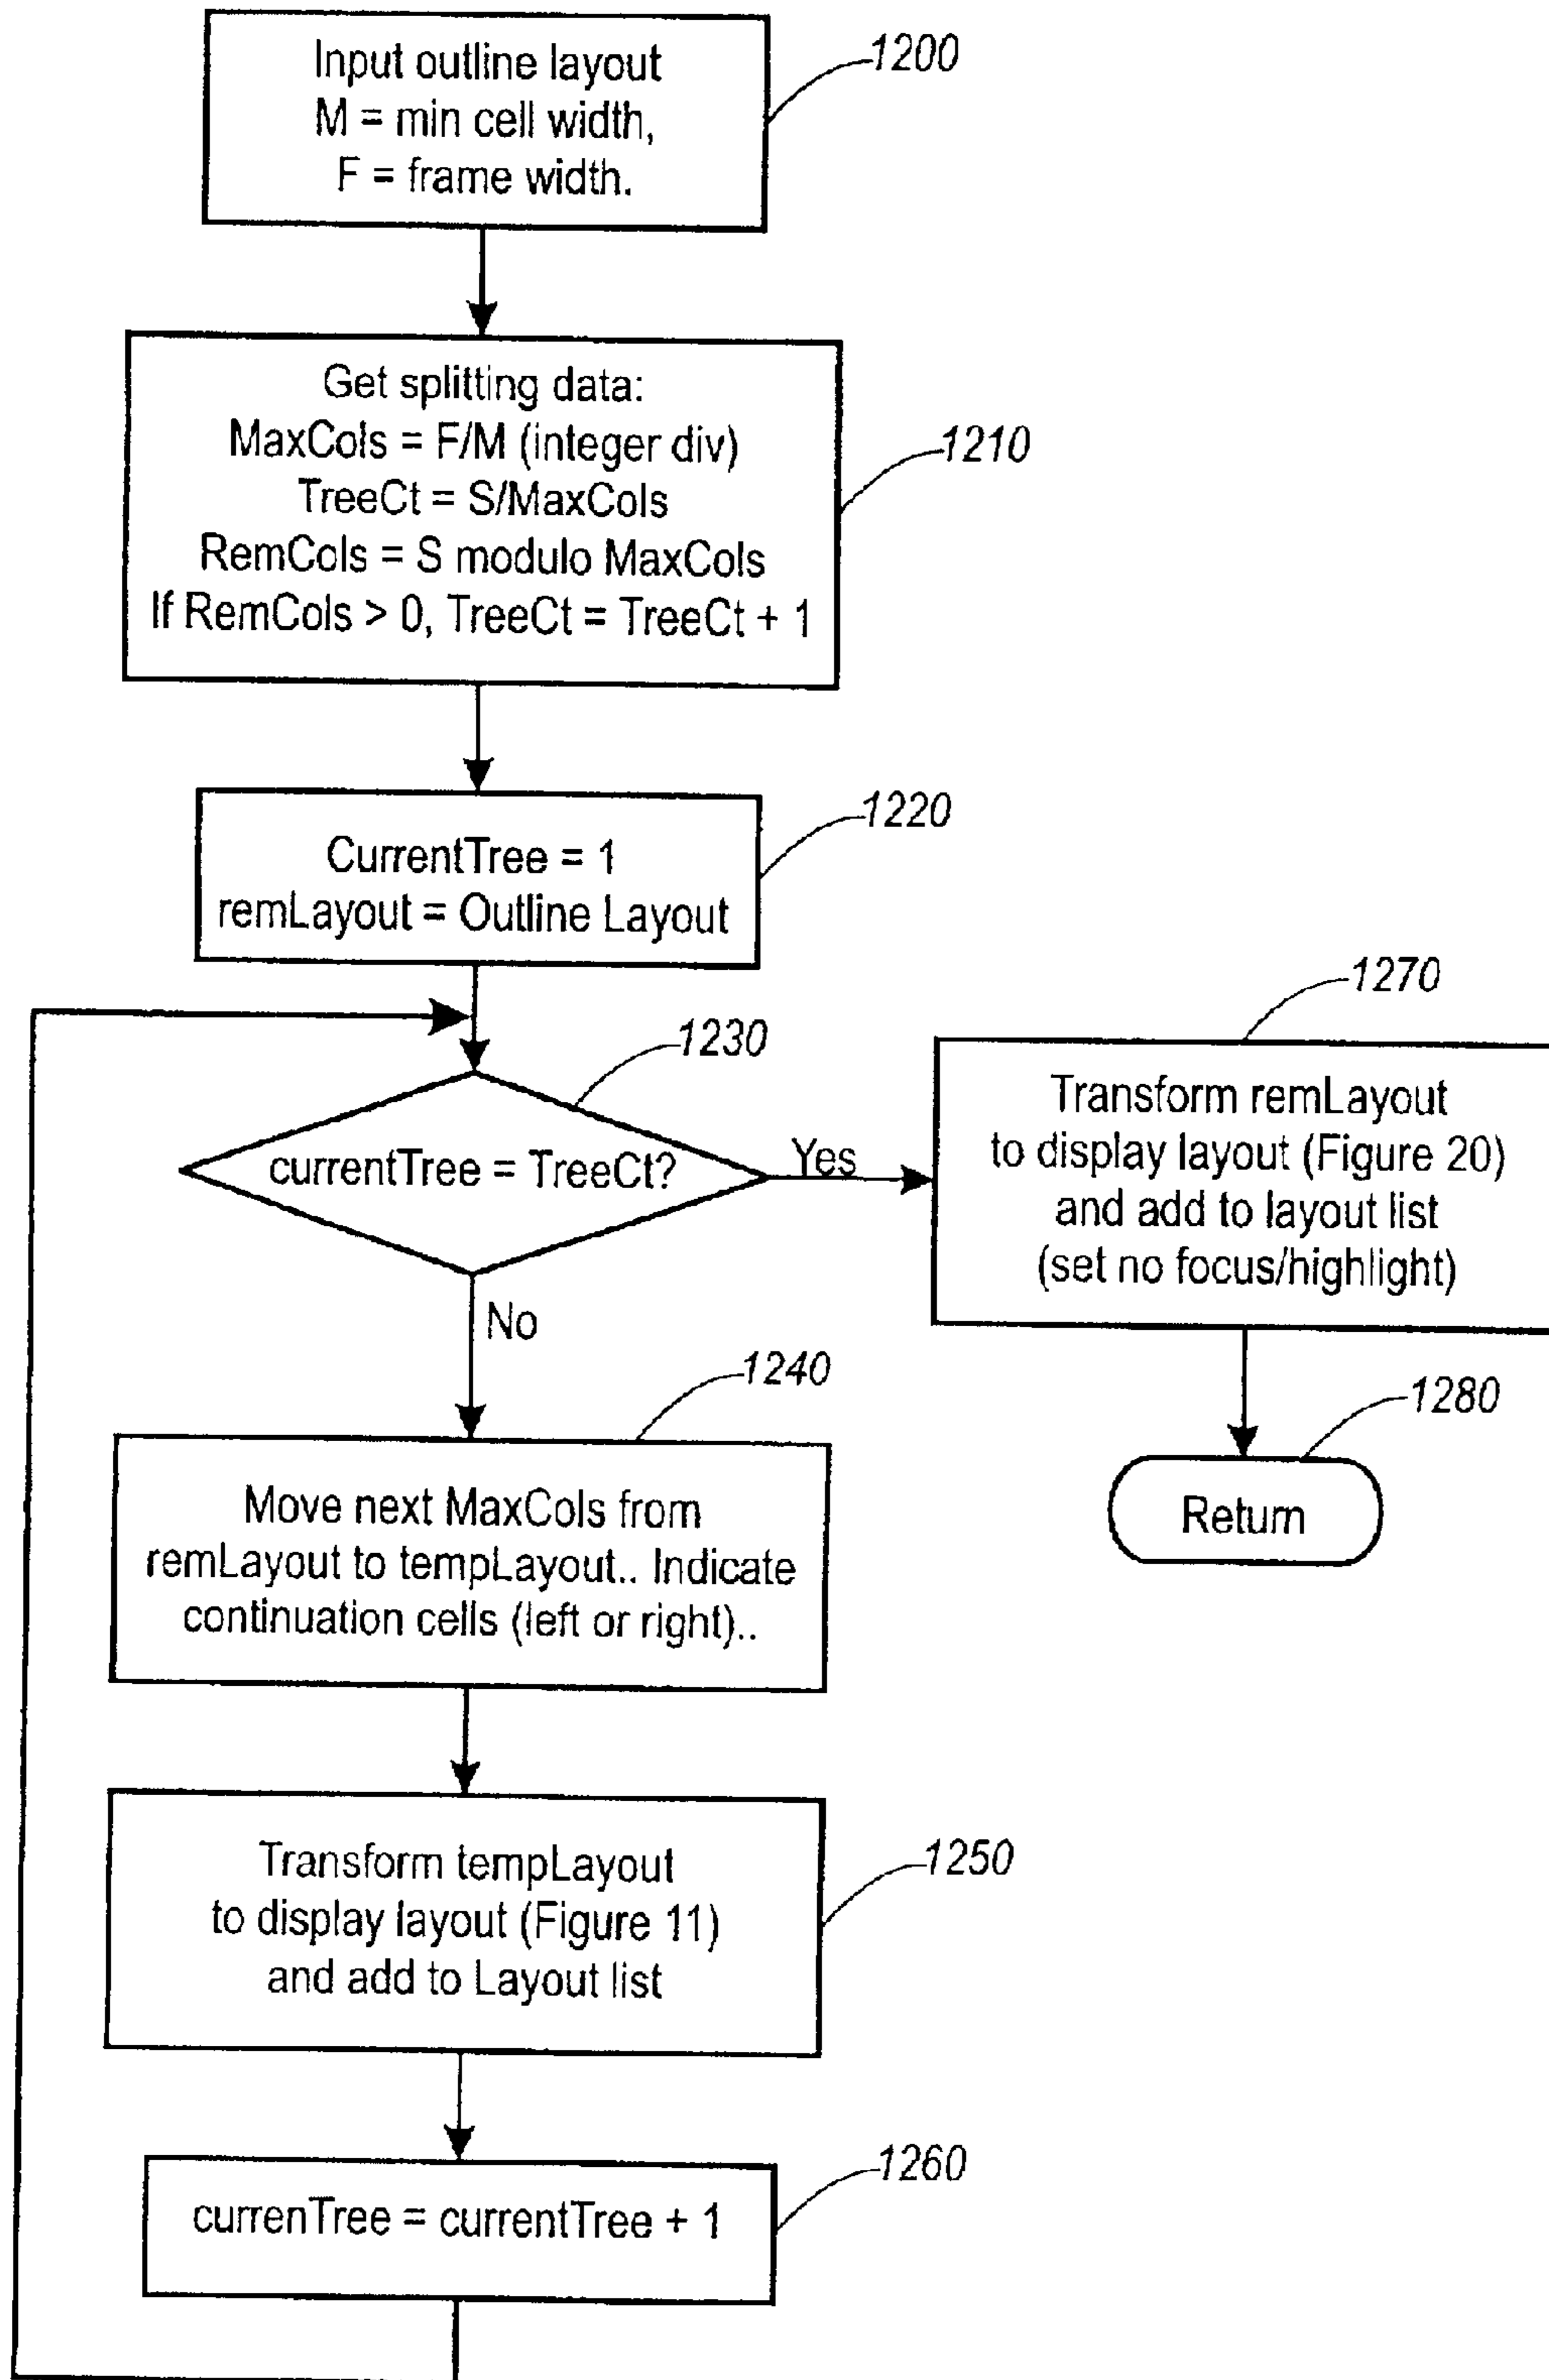 Input outline layout
M = min cell width,
F = frame width.
1200
Get splitting data:
MaxCols = F/M (integer div)
TreeCt = S/MaxCols
RemCols = S modulo MaxCols
If RemCols > 0, TreeCt = TreeCt + 1
1210
CurrentTree = 1
remLayout = Outline Layout
1220
1230
currentTree = TreeCt?
Yes
No
1270
Transform remLayout
to display layout (Figure 20)
and add to layout list
(set no focus/highlight)
1280
Return
1240
Move next MaxCols from
remLayout to tempLayout.. Indicate
continuation cells (left or right)..
Transform tempLayout
to display layout (Figure 11)
and add to Layout list
1250
currenTree = currentTree + 1
1260